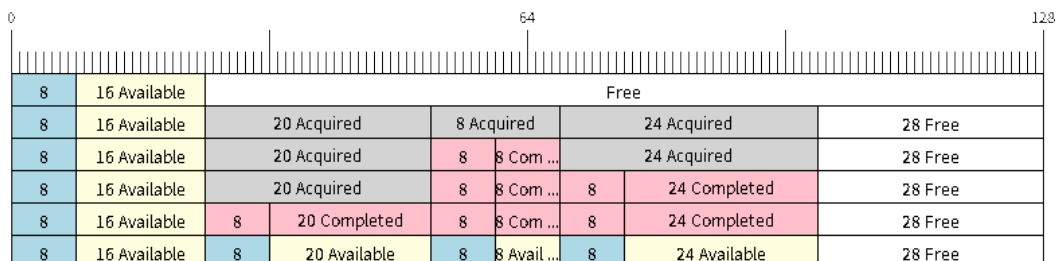 0 64 128
8 16 Available Free
8 16 Available 20 Acquired 8 Acquired 24 Acquired 28 Free
8 16 Available 20 Acquired 8 8 Com ... 24 Acquired 28 Free
8 16 Available 20 Acquired 8 8 Com ... 8 24 Completed 28 Free
8 16 Available 8 20 Completed 8 8 Com ... 8 24 Completed 28 Free
8 16 Available 8 20 Available 8 8 Avail ... 8 24 Available 28 Free